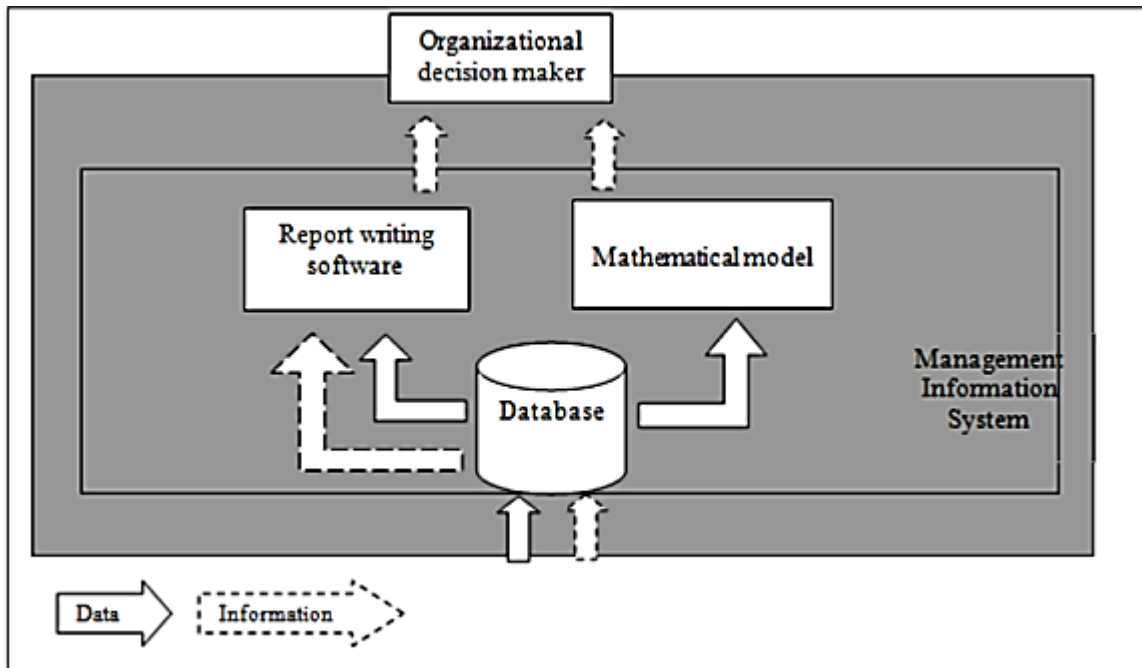 Organizational
decision maker
Report writing
software
Mathematical model
Database
Management
Information
System
Data
Information